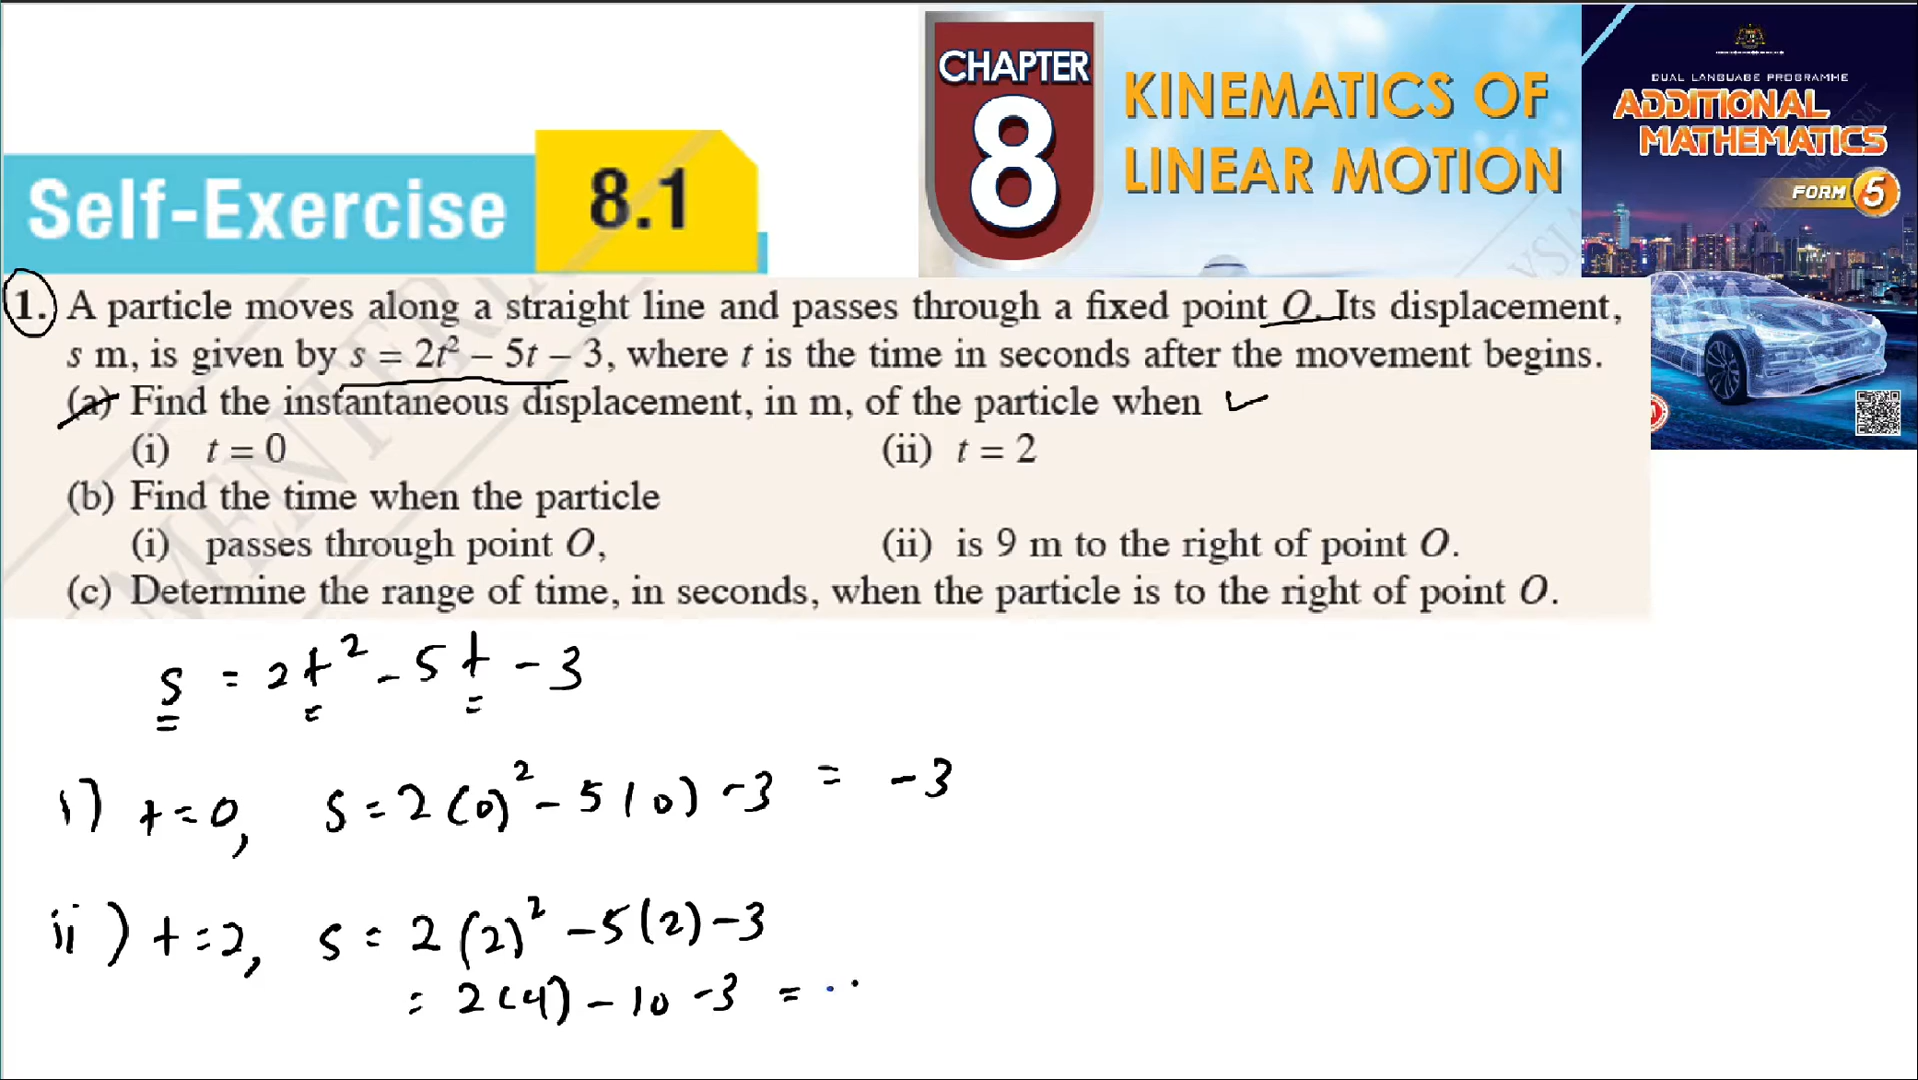 CHAPTER
8
KINEMATICS OF
LINEAR MOTION
DUAL LANGUAGE PROGRAMME
ADDITIONAL
MATHEMATICS
FORM 5
Self-Exercise 8.1
1. A particle moves along a straight line and passes through a fixed point O. Its displacement,
s m, is given by s = 2t² – 5t – 3, where t is the time in seconds after the movement begins.
(a) Find the instantaneous displacement, in m, of the particle when
(i) t = 0 (ii) t = 2
(b) Find the time when the particle
(i) passes through point O, (ii) is 9 m to the right of point O.
(c) Determine the range of time, in seconds, when the particle is to the right of point O.
s = 2t² - 5t - 3
i) t=0, s = 2(0)² - 5(0) - 3 = -3
ii) t=2, s = 2(2)² - 5(2) - 3
= 2(4) - 10 - 3 =